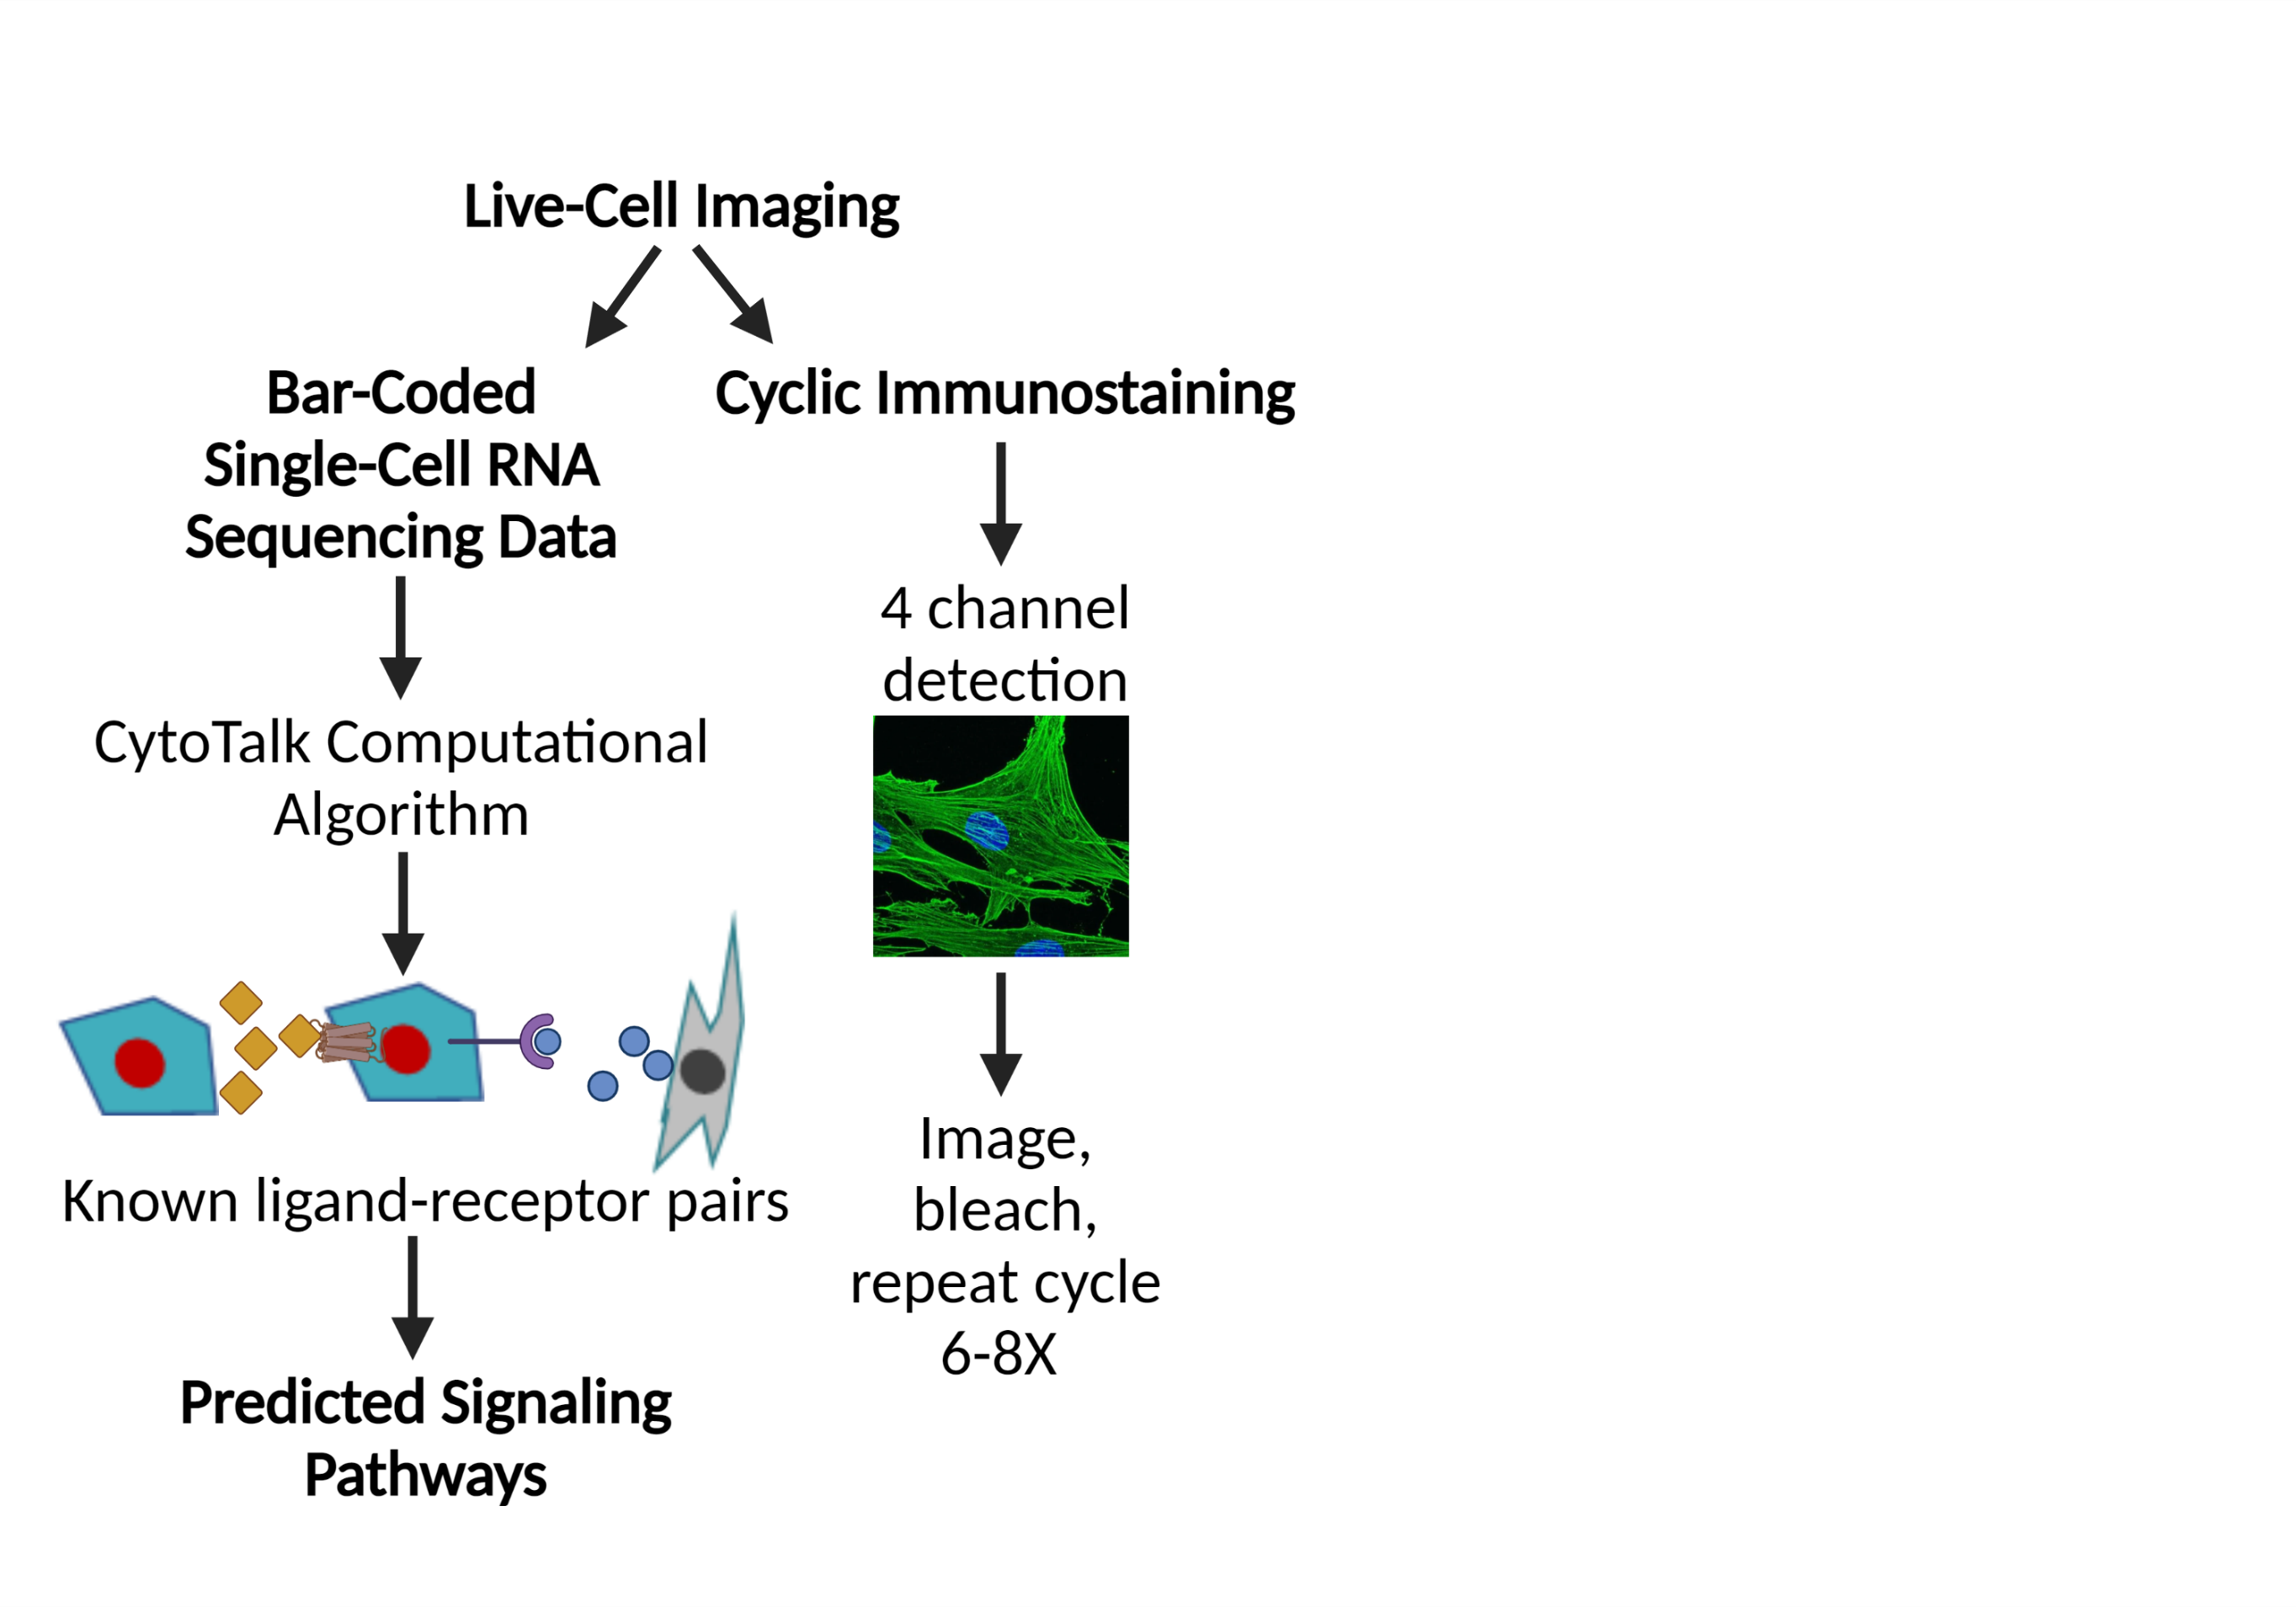 Live-Cell Imaging
Bar-Coded
Single-Cell RNA
Sequencing Data
CytoTalk Computational
Algorithm
Known ligand-receptor pairs
Predicted Signaling
Pathways
Cyclic Immunostaining
4 channel
detection
Image,
bleach,
repeat cycle
6-8X